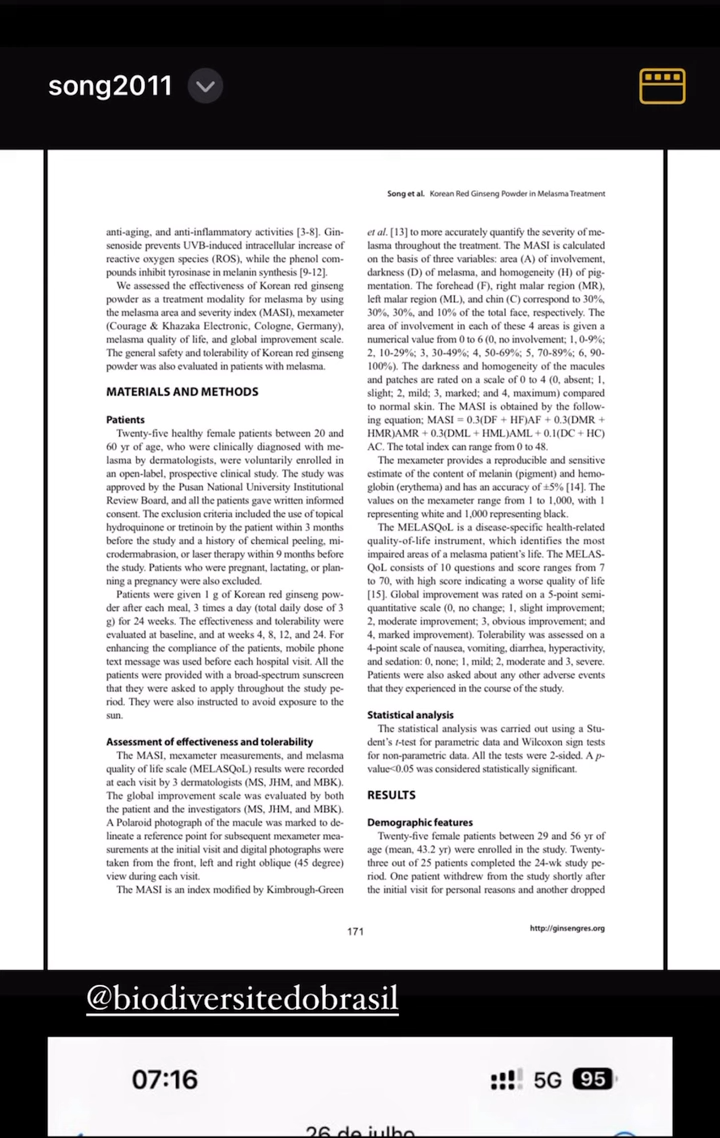 song2011
Song et al. Korean Red Ginseng Powder in Melasma Treatment
anti-aging, and anti-inflammatory activities [3-8]. Gin-
senoside prevents UVB-induced intracellular increase of
reactive oxygen species (ROS), while the phenol com-
pounds inhibit tyrosinase in melanin synthesis [9-12].
We assessed the effectiveness of Korean red ginseng
powder as a treatment modality for melasma by using
the melasma area and severity index (MASI), mexameter
(Courage & Khazaka Electronic, Cologne, Germany),
melasma quality of life, and global improvement scale.
The general safety and tolerability of Korean red ginseng
powder was also evaluated in patients with melasma.
MATERIALS AND METHODS
Patients
Twenty-five healthy female patients between 20 and
60 yr of age, who were clinically diagnosed with me-
lasma by dermatologists, were voluntarily enrolled in
an open-label, prospective clinical study. The study was
approved by the Pusan National University Institutional
Review Board, and all the patients gave written informed
consent. The exclusion criteria included the use of topical
hydroquinone or tretinoin by the patient within 3 months
before the study and a history of chemical peeling, mi-
crodermabrasion, or laser therapy within 9 months before
the study. Patients who were pregnant, lactating, or plan-
ning a pregnancy were also excluded.
Patients were given 1 g of Korean red ginseng pow-
der after each meal, 3 times a day (total daily dose of 3
g) for 24 weeks. The effectiveness and tolerability were
evaluated at baseline, and at weeks 4, 8, 12, and 24. For
enhancing the compliance of the patients, mobile phone
text message was used before each hospital visit. All the
patients were provided with a broad-spectrum sunscreen
that they were asked to apply throughout the study pe-
riod. They were also instructed to avoid exposure to the
sun.
Assessment of effectiveness and tolerability
The MASI, mexameter measurements, and melasma
quality of life scale (MELASQoL) results were recorded
at each visit by 3 dermatologists (MS, JHM, and MBK).
The global improvement scale was evaluated by both
the patient and the investigators (MS, JHM, and MBK).
A Polaroid photograph of the macule was marked to de-
lineate a reference point for subsequent mexameter mea-
surements at the initial visit and digital photographs were
taken from the front, left and right oblique (45 degree)
view during each visit.
The MASI is an index modified by Kimbrough-Green
et al. [13] to more accurately quantify the severity of me-
lasma throughout the treatment. The MASI is calculated
on the basis of three variables: area (A) of involvement,
darkness (D) of melasma, and homogeneity (H) of pig-
mentation. The forehead (F), right malar region (MR),
left malar region (ML), and chin (C) correspond to 30%,
30%, 30%, and 10% of the total face, respectively. The
area of involvement in each of these 4 areas is given a
numerical value from 0 to 6 (0, no involvement; 1, 0-9%;
2, 10-29%; 3, 30-49%; 4, 50-69%; 5, 70-89%; 6, 90-
100%). The darkness and homogeneity of the macules
and patches are rated on a scale of 0 to 4 (0, absent; 1,
slight; 2, mild; 3, marked; and 4, maximum) compared
to normal skin. The MASI is obtained by the follow-
ing equation; MASI = 0.3(DF + HF)AF + 0.3(DMR +
HMR)AMR + 0.3(DML + HML)AML + 0.1(DC + HC)
AC. The total index can range from 0 to 48.
The mexameter provides a reproducible and sensitive
estimate of the content of melanin (pigment) and hemo-
globin (erythema) and has an accuracy of ±5% [14]. The
values on the mexameter range from 1 to 1,000, with 1
representing white and 1,000 representing black.
The MELASQoL is a disease-specific health-related
quality-of-life instrument, which identifies the most
impaired areas of a melasma patient's life. The MELAS-
QoL consists of 10 questions and score ranges from 7
to 70, with high score indicating a worse quality of life
[15]. Global improvement was rated on a 5-point semi-
quantitative scale (0, no change; 1, slight improvement;
2, moderate improvement; 3, obvious improvement; and
4, marked improvement). Tolerability was assessed on a
4-point scale of nausea, vomiting, diarrhea, hyperactivity,
and sedation: 0, none; 1, mild; 2, moderate and 3, severe.
Patients were also asked about any other adverse events
that they experienced in the course of the study.
Statistical analysis
The statistical analysis was carried out using a Stu-
dent's t-test for parametric data and Wilcoxon sign tests
for non-parametric data. All the tests were 2-sided. A p-
value<0.05 was considered statistically significant.
RESULTS
Demographic features
Twenty-five female patients between 29 and 56 yr of
age (mean, 43.2 yr) were enrolled in the study. Twenty-
three out of 25 patients completed the 24-wk study pe-
riod. One patient withdrew from the study shortly after
the initial visit for personal reasons and another dropped
171
http://ginsengres.org
@biodiversitedobrasil
07:16
5G 95
26 de julho